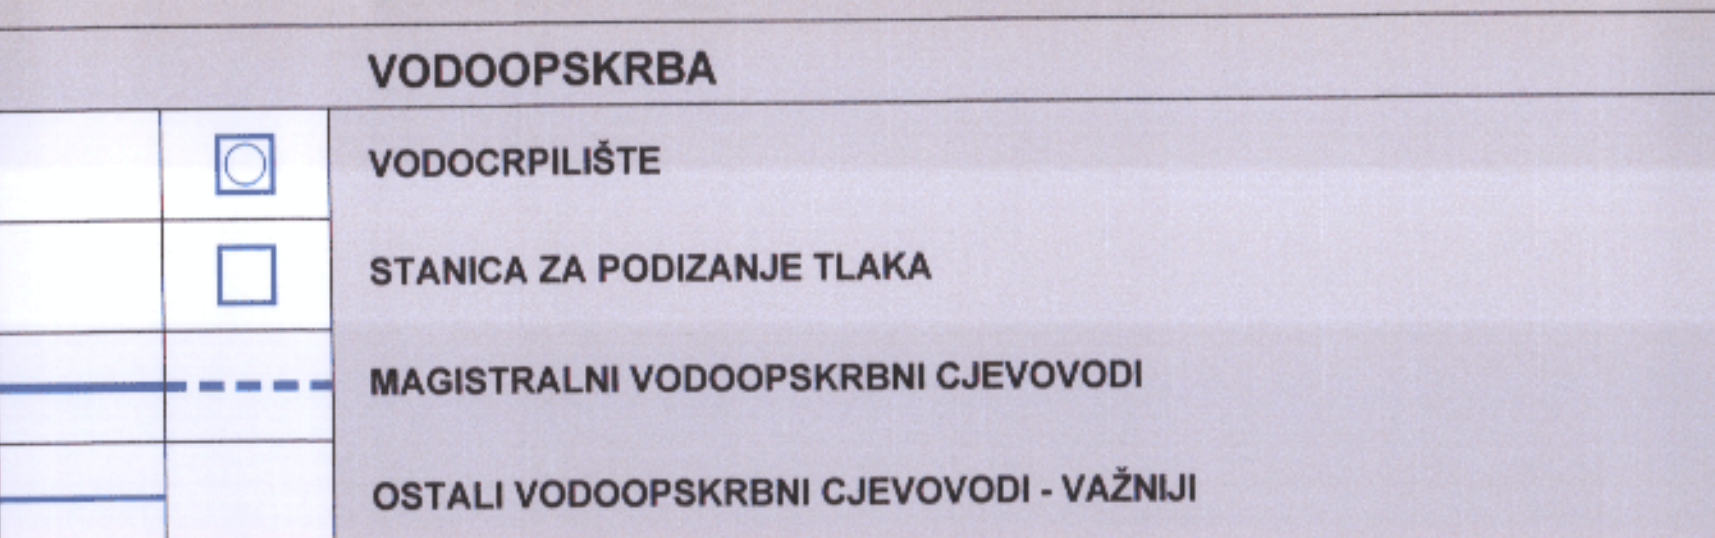 VODOOPSKRBA
VODOCRPILIŠTE
STANICA ZA PODIZANJE TLAKA
MAGISTRALNI VODOOPSKRBNI CJEVOVODI
OSTALI VODOOPSKRBNI CJEVOVODI - VAŽNIJI